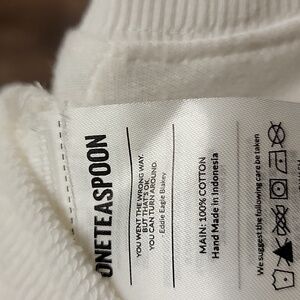 ONETEASPOON
YOU WENT THE WRONG WAY.
BUT THAT'S OK,
YOU CAN TURN AROUND.
Eddie Eagle Blakey
MAIN: 100% COTTON
Hand Made in Indonesia
We suggest the following care be taken